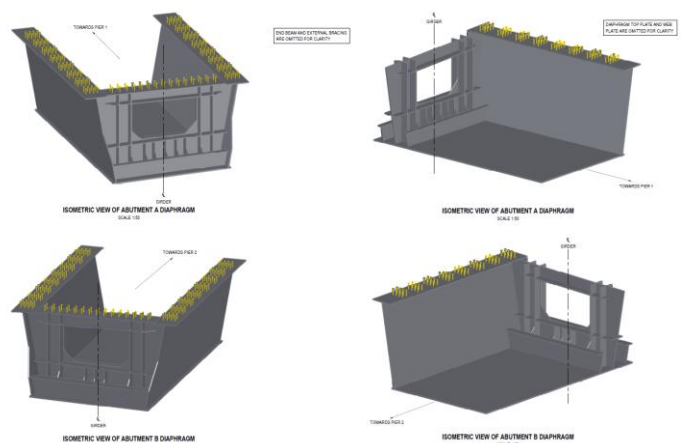 TOWARDS PIER 1
END BEAM AND EXTERNAL BRACING
ARE OMITTED FOR CLARITY
GIRDER
ISOMETRIC VIEW OF ABUTMENT A DIAPHRAGM
SCALE 1:50
GIRDER
DIAPHRAGM TOP PLATE AND WEB
PLATE ARE OMITTED FOR CLARITY
TOWARDS PIER 1
ISOMETRIC VIEW OF ABUTMENT A DIAPHRAGM
SCALE 1:50
TOWARDS PIER 2
GIRDER
ISOMETRIC VIEW OF ABUTMENT B DIAPHRAGM
GIRDER
TOWARDS PIER 2
ISOMETRIC VIEW OF ABUTMENT B DIAPHRAGM